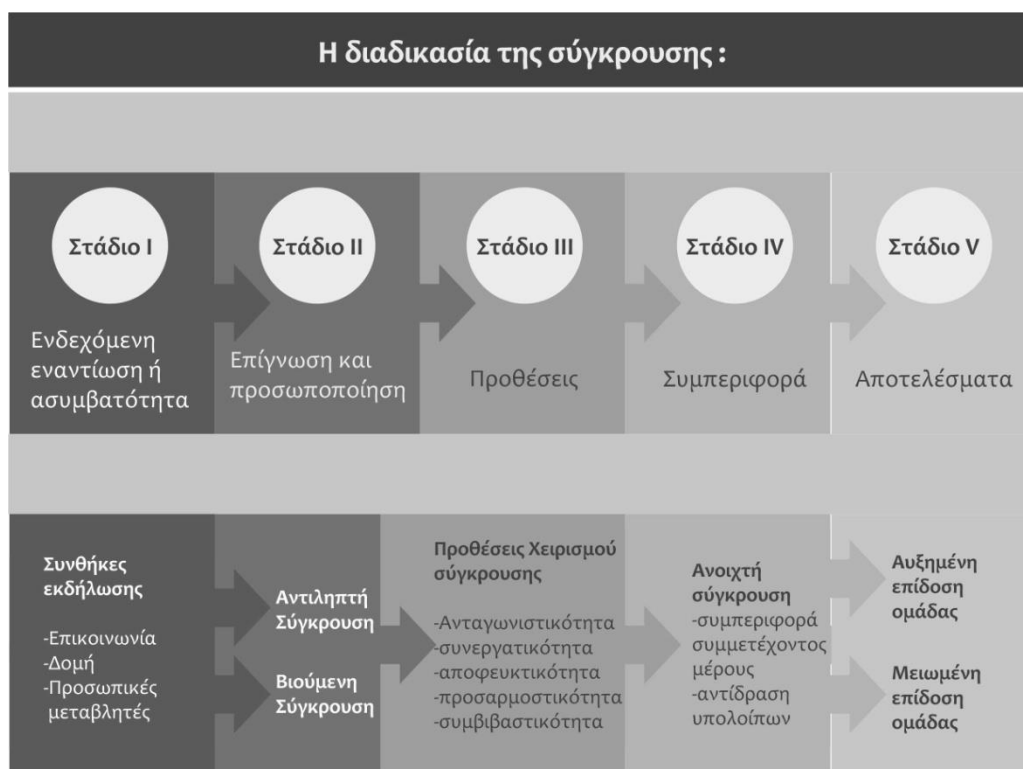 Η διαδικασία της σύγκρουσης :
Στάδιο I
Στάδιο II
Στάδιο III
Στάδιο IV
Στάδιο V
Ενδεχόμενη
εναντίωση ή
ασυμβατότητα
Επίγνωση και
προσωποποίηση
Προθέσεις
Συμπεριφορά
Αποτελέσματα
Συνθήκες
εκδήλωσης
-Επικοινωνία
-Δομή
-Προσωπικές
μεταβλητές
Αντιληπτή
Σύγκρουση
Βιούμενη
Σύγκρουση
Προθέσεις Χειρισμού
σύγκρουσης
-Ανταγωνιστικότητα
-συνεργατικότητα
-αποφευκτικότητα
-προσαρμοστικότητα
-συμβιβαστικότητα
Ανοιχτή
σύγκρουση
-συμπεριφορά
συμμετέχοντος
μέρους
-αντίδραση
υπολοίπων
Αυξημένη
επίδοση
ομάδας
Μειωμένη
επίδοση
ομάδας